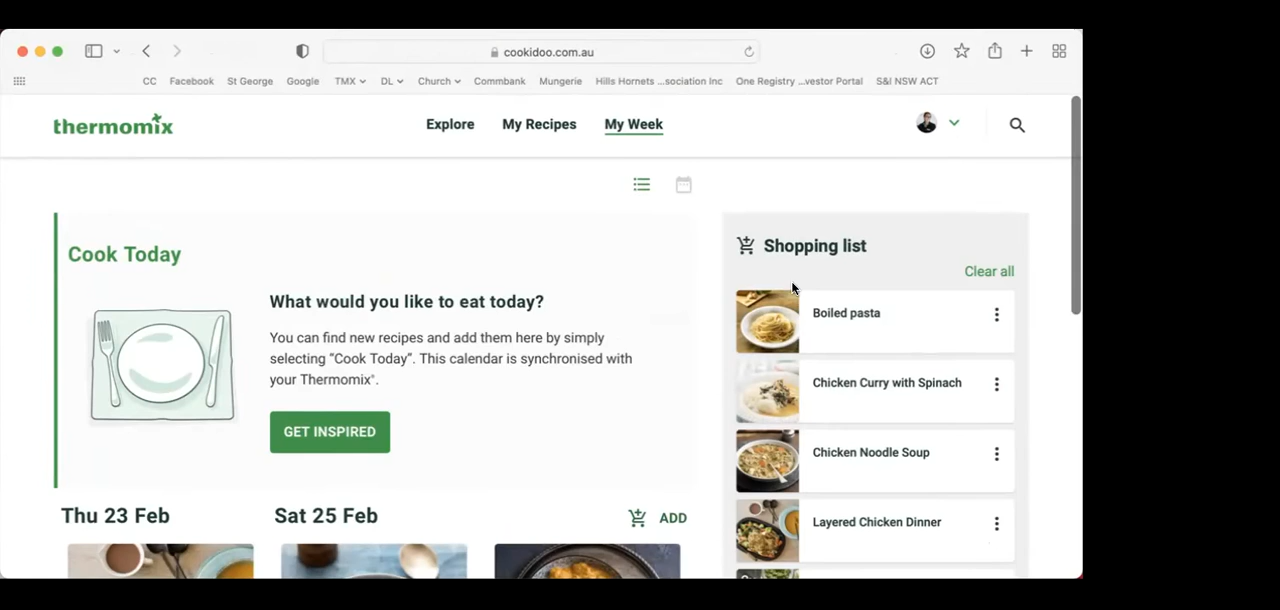 cookidoo.com.au
CC Facebook St George Google TMX DL Church Commbank Mungerie Hills Hornets ...sociation Inc One Registry ...vestor Portal S&I NSW ACT
thermomix Explore My Recipes My Week
Cook Today
What would you like to eat today?
You can find new recipes and add them here by simply
selecting "Cook Today". This calendar is synchronised with
your Thermomix®.
GET INSPIRED
Thu 23 Feb Sat 25 Feb ADD
Shopping list
Clear all
Boiled pasta
Chicken Curry with Spinach
Chicken Noodle Soup
Layered Chicken Dinner